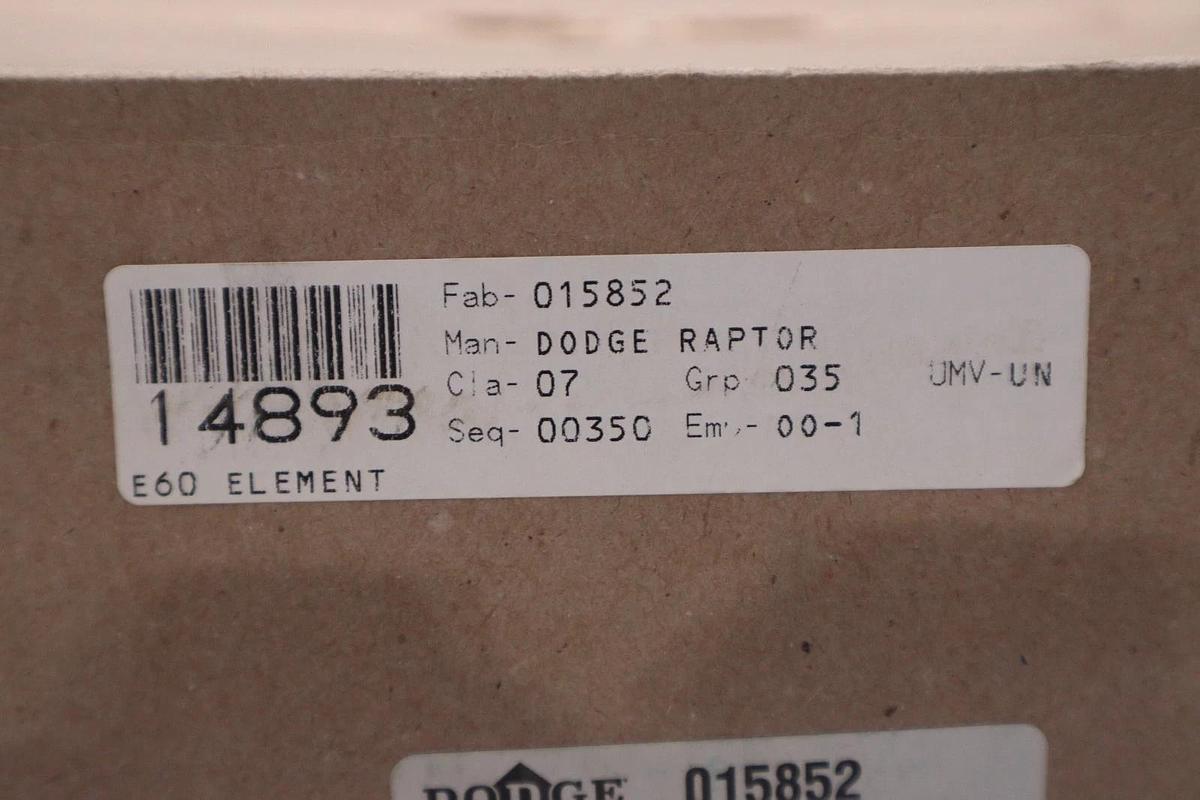 Fab- 015852
Man- DODGE RAPTOR
Cla- 07 Grp 035 UMV-UN
14893
Seq- 00350 00-1
E60 ELEMENT
DODGE 015852